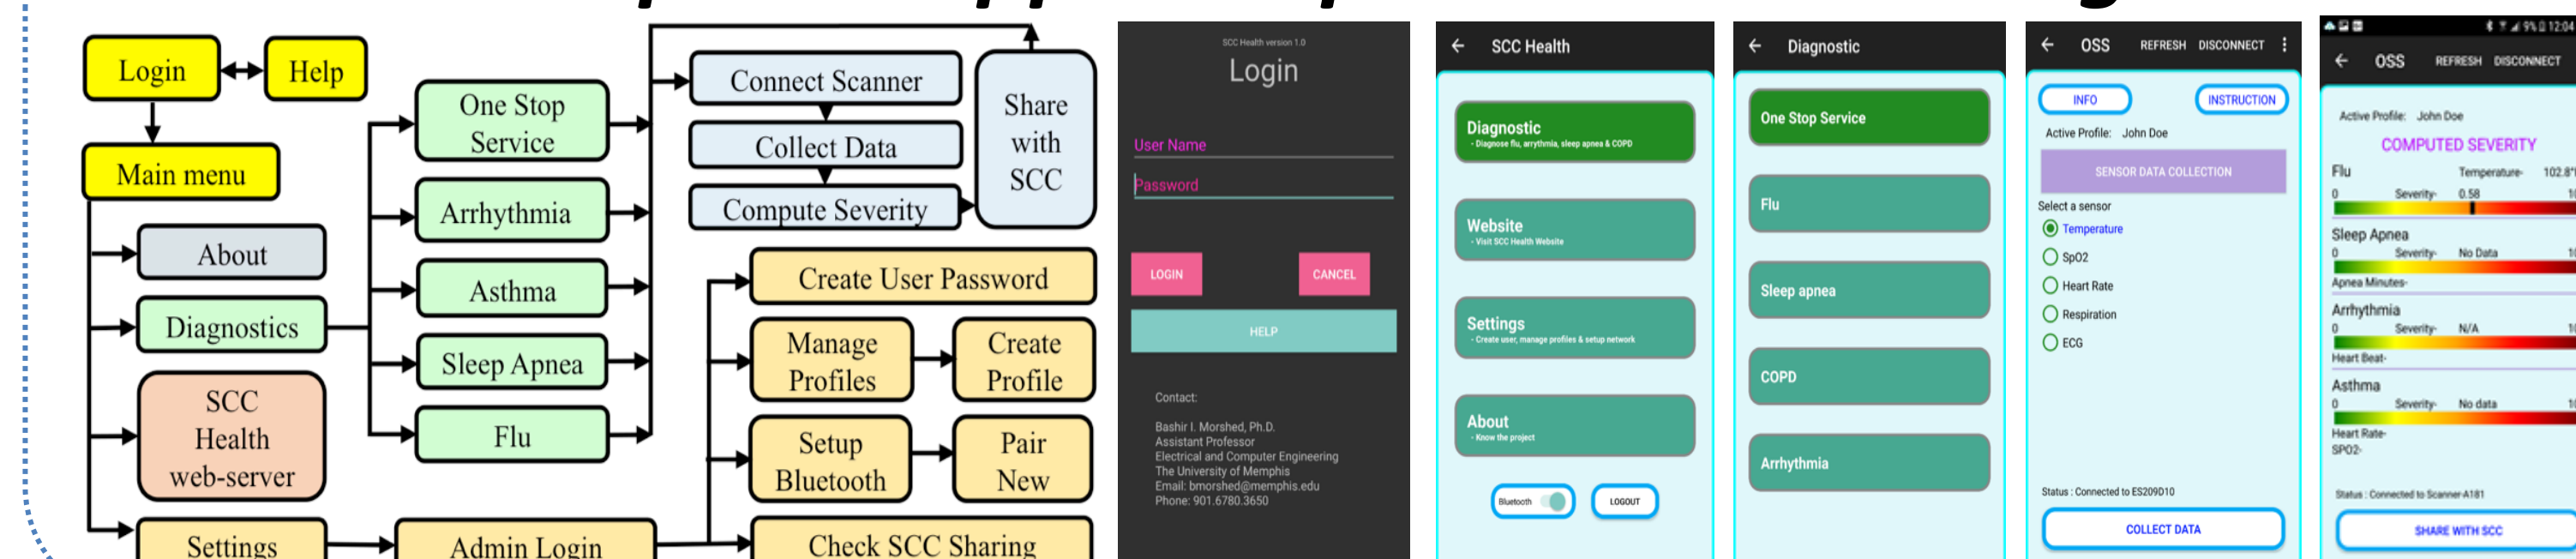 Login
Help
Main menu
About
Diagnostics
SCC
Health
web-server
Settings
One Stop
Service
Arrhythmia
Asthma
Sleep Apnea
Flu
Admin Login
Connect Scanner
Collect Data
Compute Severity
Share
with
SCC
Create User Password
Manage
Profiles
Create
Profile
Setup
Bluetooth
Pair
New
Check SCC Sharing
SCC Health version 1.0
Login
User Name
Password
LOGIN
CANCEL
HELP
Contact:
Bashir I. Morshed, Ph.D.
Assistant Professor
Electrical and Computer Engineering
The University of Memphis
Email: bmorshed@memphis.edu
Phone: 901.6780.3650
SCC Health
Diagnostic
- Diagnose flu, arrytmia, sleep apnea & COPD
Website
- Visit SCC Health Website
Settings
- Create user, manage profiles & setup network
About
- Know the project
Bluetooth
LOGOUT
Diagnostic
One Stop Service
Flu
Sleep apnea
COPD
Arrhythmia
OSS REFRESH DISCONNECT
INFO INSTRUCTION
Active Profile: John Doe
SENSOR DATA COLLECTION
Select a sensor
Temperature
SpO2
Heart Rate
Respiration
ECG
Status : Connected to ES209D10
COLLECT DATA
9% 12:04
OSS REFRESH DISCONNECT
Active Profile: John Doe
COMPUTED SEVERITY
Flu Temperature- 102.8°
0 Severity- 0.58
Sleep Apnea
0 Severity- No Data
Apnea Minutes-
Arrhythmia
0 Severity- N/A
Heart Beat-
Asthma
0 Severity- No data
Heart Rate-
SPO2-
Status : Connected to Scanner-A181
SHARE WITH SCC